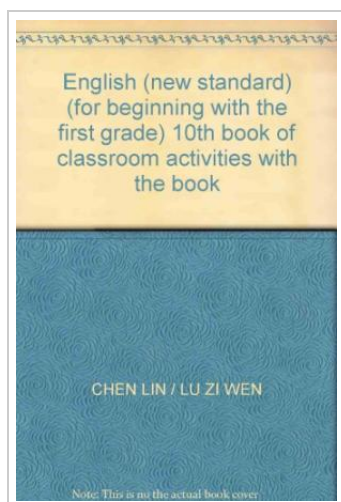 English (new standard)
(for beginning with the
first grade) 10th book of
classroom activities with
the book
CHEN LIN / LU ZI WEN
Note: This is no the actual book cover